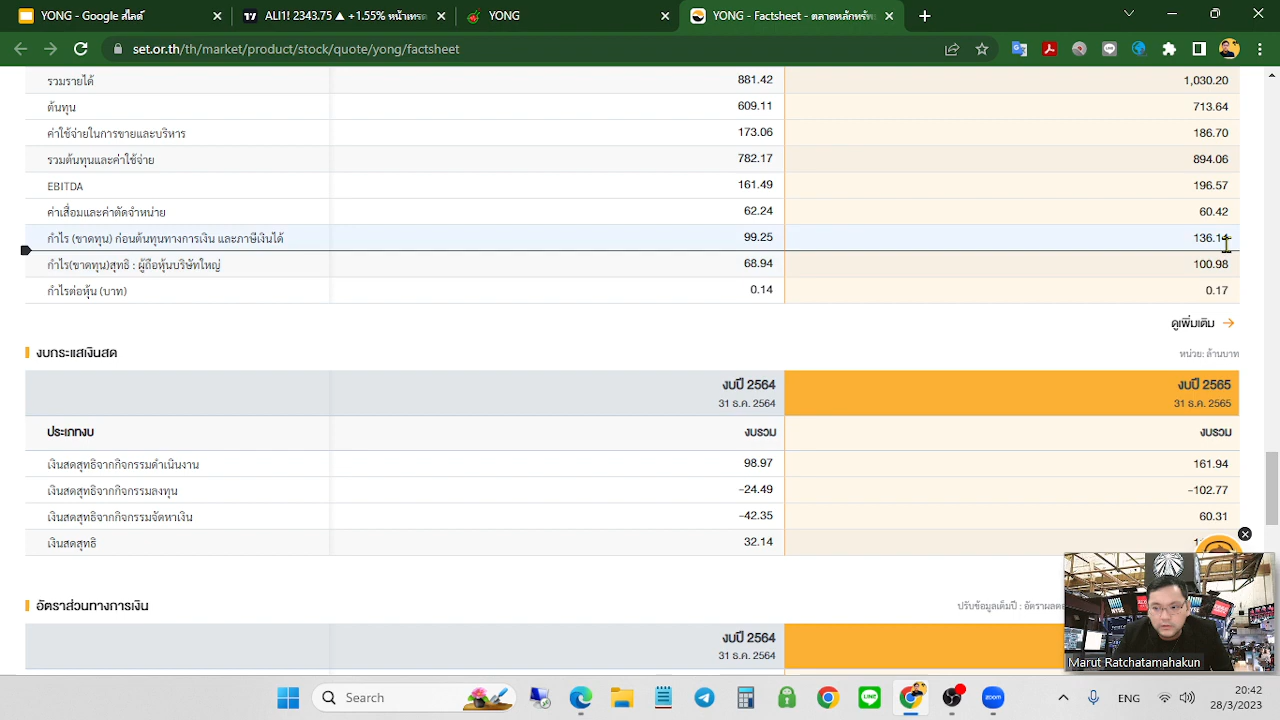 YONG - Google ไดรฟ์
ALI11 2343.75 ▲ +1.55% หน้าตลาดหุ้
YONG
YONG - Factsheet - ตลาดหลักทรัพย์
set.or.th/th/market/product/stock/quote/yong/factsheet
รวมรายได้ 881.42 1,030.20
ต้นทุน 609.11 713.64
ค่าใช้จ่ายในการขายและบริหาร 173.06 186.70
รวมต้นทุนและค่าใช้จ่าย 782.17 894.06
EBITDA 161.49 196.57
ค่าเสื่อมและค่าตัดจำหน่าย 62.24 60.42
กำไร (ขาดทุน) ก่อนต้นทุนทางการเงิน และภาษีเงินได้ 99.25 136.14
กำไร(ขาดทุน)สุทธิ : ผู้ถือหุ้นบริษัทใหญ่ 68.94 100.98
กำไรต่อหุ้น (บาท) 0.14 0.17
ดูเพิ่มเติม →
งบกระแสเงินสด หน่วย: ล้านบาท
งบปี 2564 งบปี 2565
31 ธ.ค. 2564 31 ธ.ค. 2565
ประเภทงบ งบรวม งบรวม
เงินสดสุทธิจากกิจกรรมดำเนินงาน 98.97 161.94
เงินสดสุทธิจากกิจกรรมลงทุน -24.49 -102.77
เงินสดสุทธิจากกิจกรรมจัดหาเงิน -42.35 60.31
เงินสดสุทธิ 32.14
อัตราส่วนทางการเงิน ปรับข้อมูลเต็มปี :
งบปี 2564
31 ธ.ค. 2564
Marut Ratchatamahakun
Search
ENG
20:42
28/3/2023